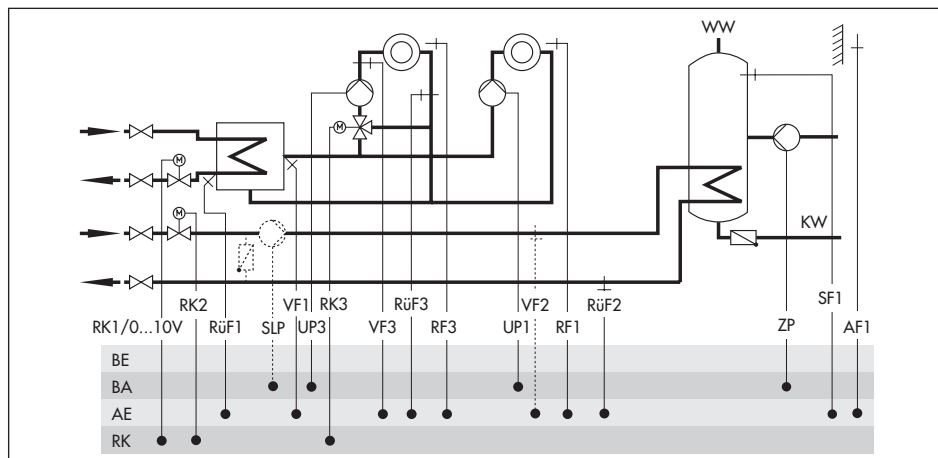 WW
M
M
M
KW
RK2
VF1
RK3
RüF3
VF2
RüF2
SF1
RK1/0...10V
RüF1
SLP
UP3
VF3
RF3
UP1
RF1
ZP
AF1
BE
BA
AE
RK